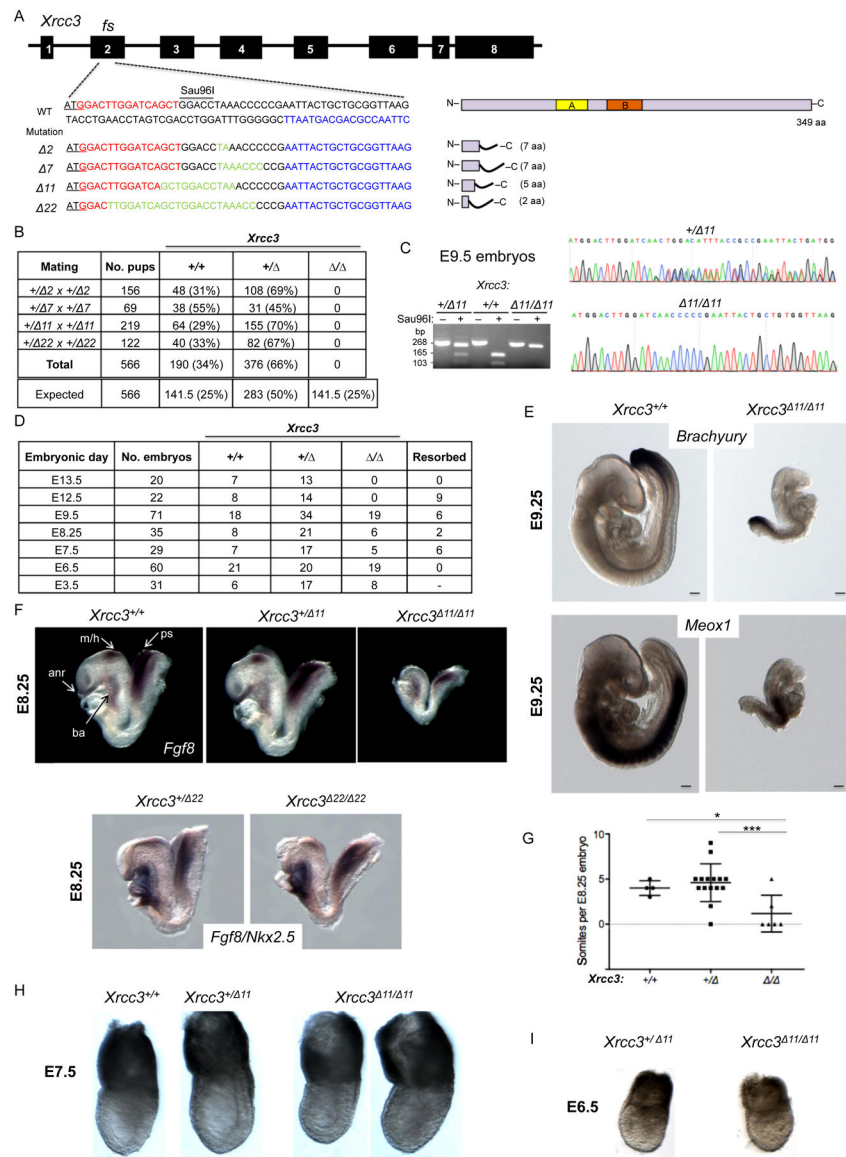 A
Xrcc3
fs
1 2 3 4 5 6 7 8
Sau96I
WT
ATGGACTTGGATCAGCTGGACCTAAACCCCCGAATTACTGCTGCGGTTAAG
TACCTGAACCTAGTCGACCTGGATTTGGGGGCTTAATGACGACGCCAATTC
Mutation
Δ2 ATGGACTTGGATCAGCTGGACCTAAACCCCCGAATTACTGCTGCGGTTAAG
Δ7 ATGGACTTGGATCAGCTGGACCTAAACCCCCGAATTACTGCTGCGGTTAAG
Δ11 ATGGACTTGGATCAGCTGGACCTAAACCCCCGAATTACTGCTGCGGTTAAG
Δ22 ATGGACTTGGATCAGCTGGACCTAAACCCCCGAATTACTGCTGCGGTTAAG
N- A B -C
349 aa
N- -C (7 aa)
N- -C (7 aa)
N- -C (5 aa)
N- -C (2 aa)
B
Xrcc3
Mating No. pups +/+ +/Δ Δ/Δ
+/Δ2 x +/Δ2 156 48 (31%) 108 (69%) 0
+/Δ7 x +/Δ7 69 38 (55%) 31 (45%) 0
+/Δ11 x +/Δ11 219 64 (29%) 155 (70%) 0
+/Δ22 x +/Δ22 122 40 (33%) 82 (67%) 0
Total 566 190 (34%) 376 (66%) 0
Expected 566 141.5 (25%) 283 (50%) 141.5 (25%)
C
E9.5 embryos
Xrcc3:
+/Δ11 +/+ Δ11/Δ11
Sau96I: – + – + – +
bp
268
165
103
+/Δ11
ATGGACTTGGATCAACTGGACATTTACCGCCGAATTACTGATGG
Δ11/Δ11
ATGGACTTGGATCAACCCCCGAATTACTGCTGTGGTTAAG
D
Xrcc3
Embryonic day No. embryos +/+ +/Δ Δ/Δ Resorbed
E13.5 20 7 13 0 0
E12.5 22 8 14 0 9
E9.5 71 18 34 19 6
E8.25 35 8 21 6 2
E7.5 29 7 17 5 6
E6.5 60 21 20 19 0
E3.5 31 6 17 8 -
E
Xrcc3+/+ Xrcc3Δ11/Δ11
Brachyury
E9.25
Meox1
E9.25
F
Xrcc3+/+ Xrcc3+/Δ11 Xrcc3Δ11/Δ11
E8.25
m/h
ps
anr
ba
Fgf8
Xrcc3+/Δ22 Xrcc3Δ22/Δ22
E8.25
Fgf8/Nkx2.5
G
*
***
Somites per E8.25 embryo
10
5
0
Xrcc3: +/+ +/Δ Δ/Δ
H
Xrcc3+/+ Xrcc3+/Δ11 Xrcc3Δ11/Δ11
E7.5
I
Xrcc3+/Δ11 Xrcc3Δ11/Δ11
E6.5